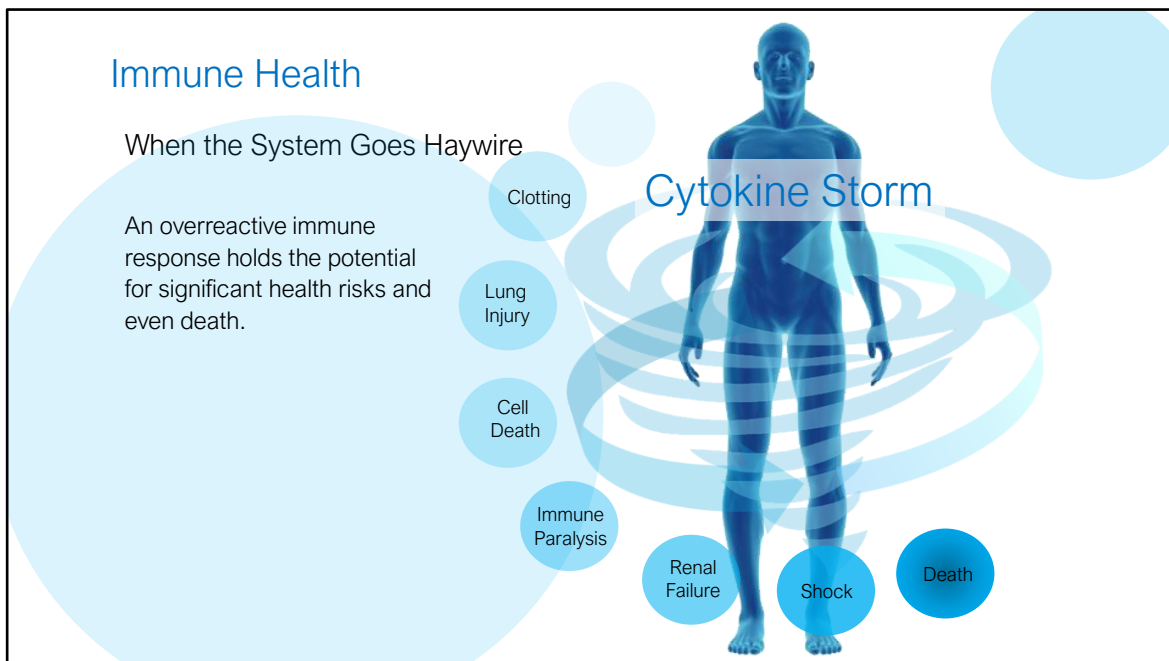 Immune Health
When the System Goes Haywire
An overreactive immune
response holds the potential
for significant health risks and
even death.
Cytokine Storm
Clotting
Lung
Injury
Cell
Death
Immune
Paralysis
Renal
Failure
Shock
Death